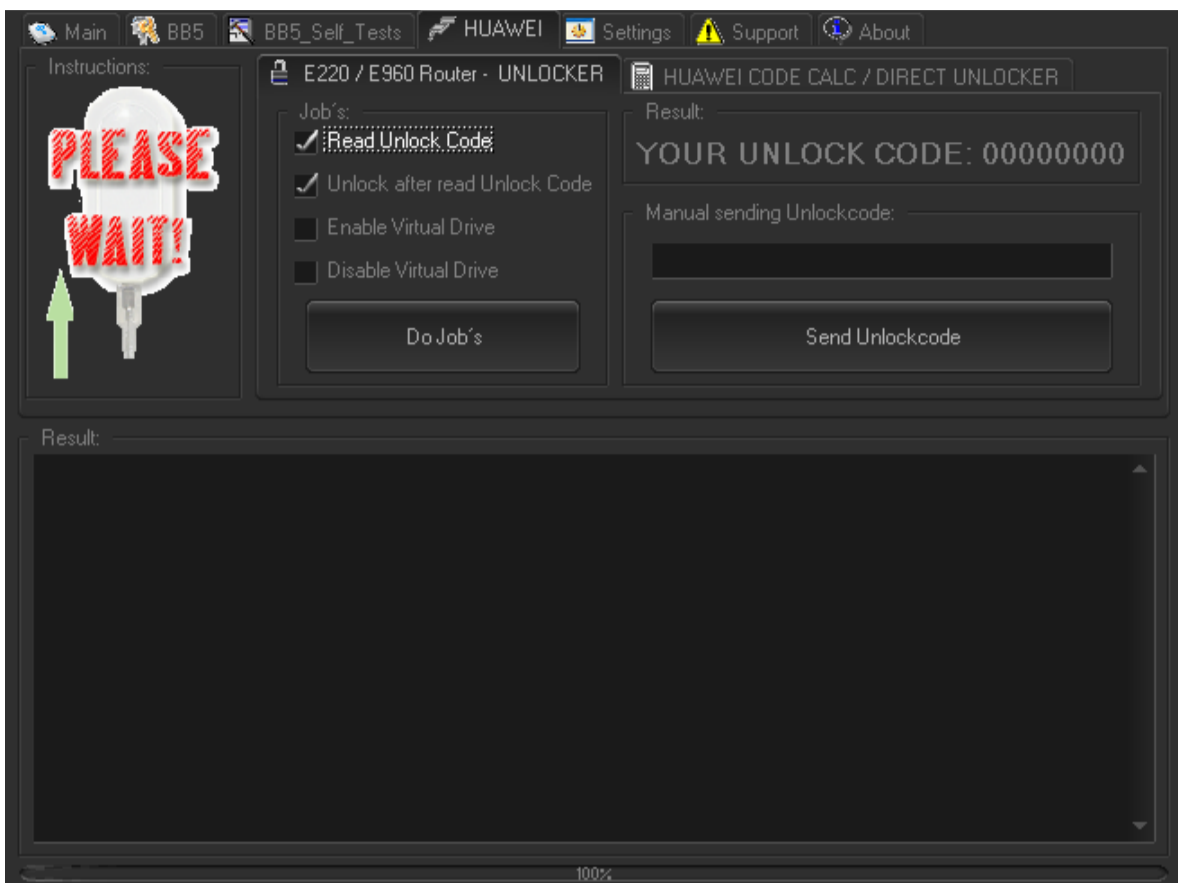 Main BB5 BB5_Self_Tests HUAWEI Settings Support About
Instructions:
PLEASE
WAIT!
E220 / E960 Router - UNLOCKER HUAWEI CODE CALC / DIRECT UNLOCKER
Job´s:
Read Unlock Code
Unlock after read Unlock Code
Enable Virtual Drive
Disable Virtual Drive
Do Job´s
Result:
YOUR UNLOCK CODE: 00000000
Manual sending Unlockcode:
Send Unlockcode
Result:
100%